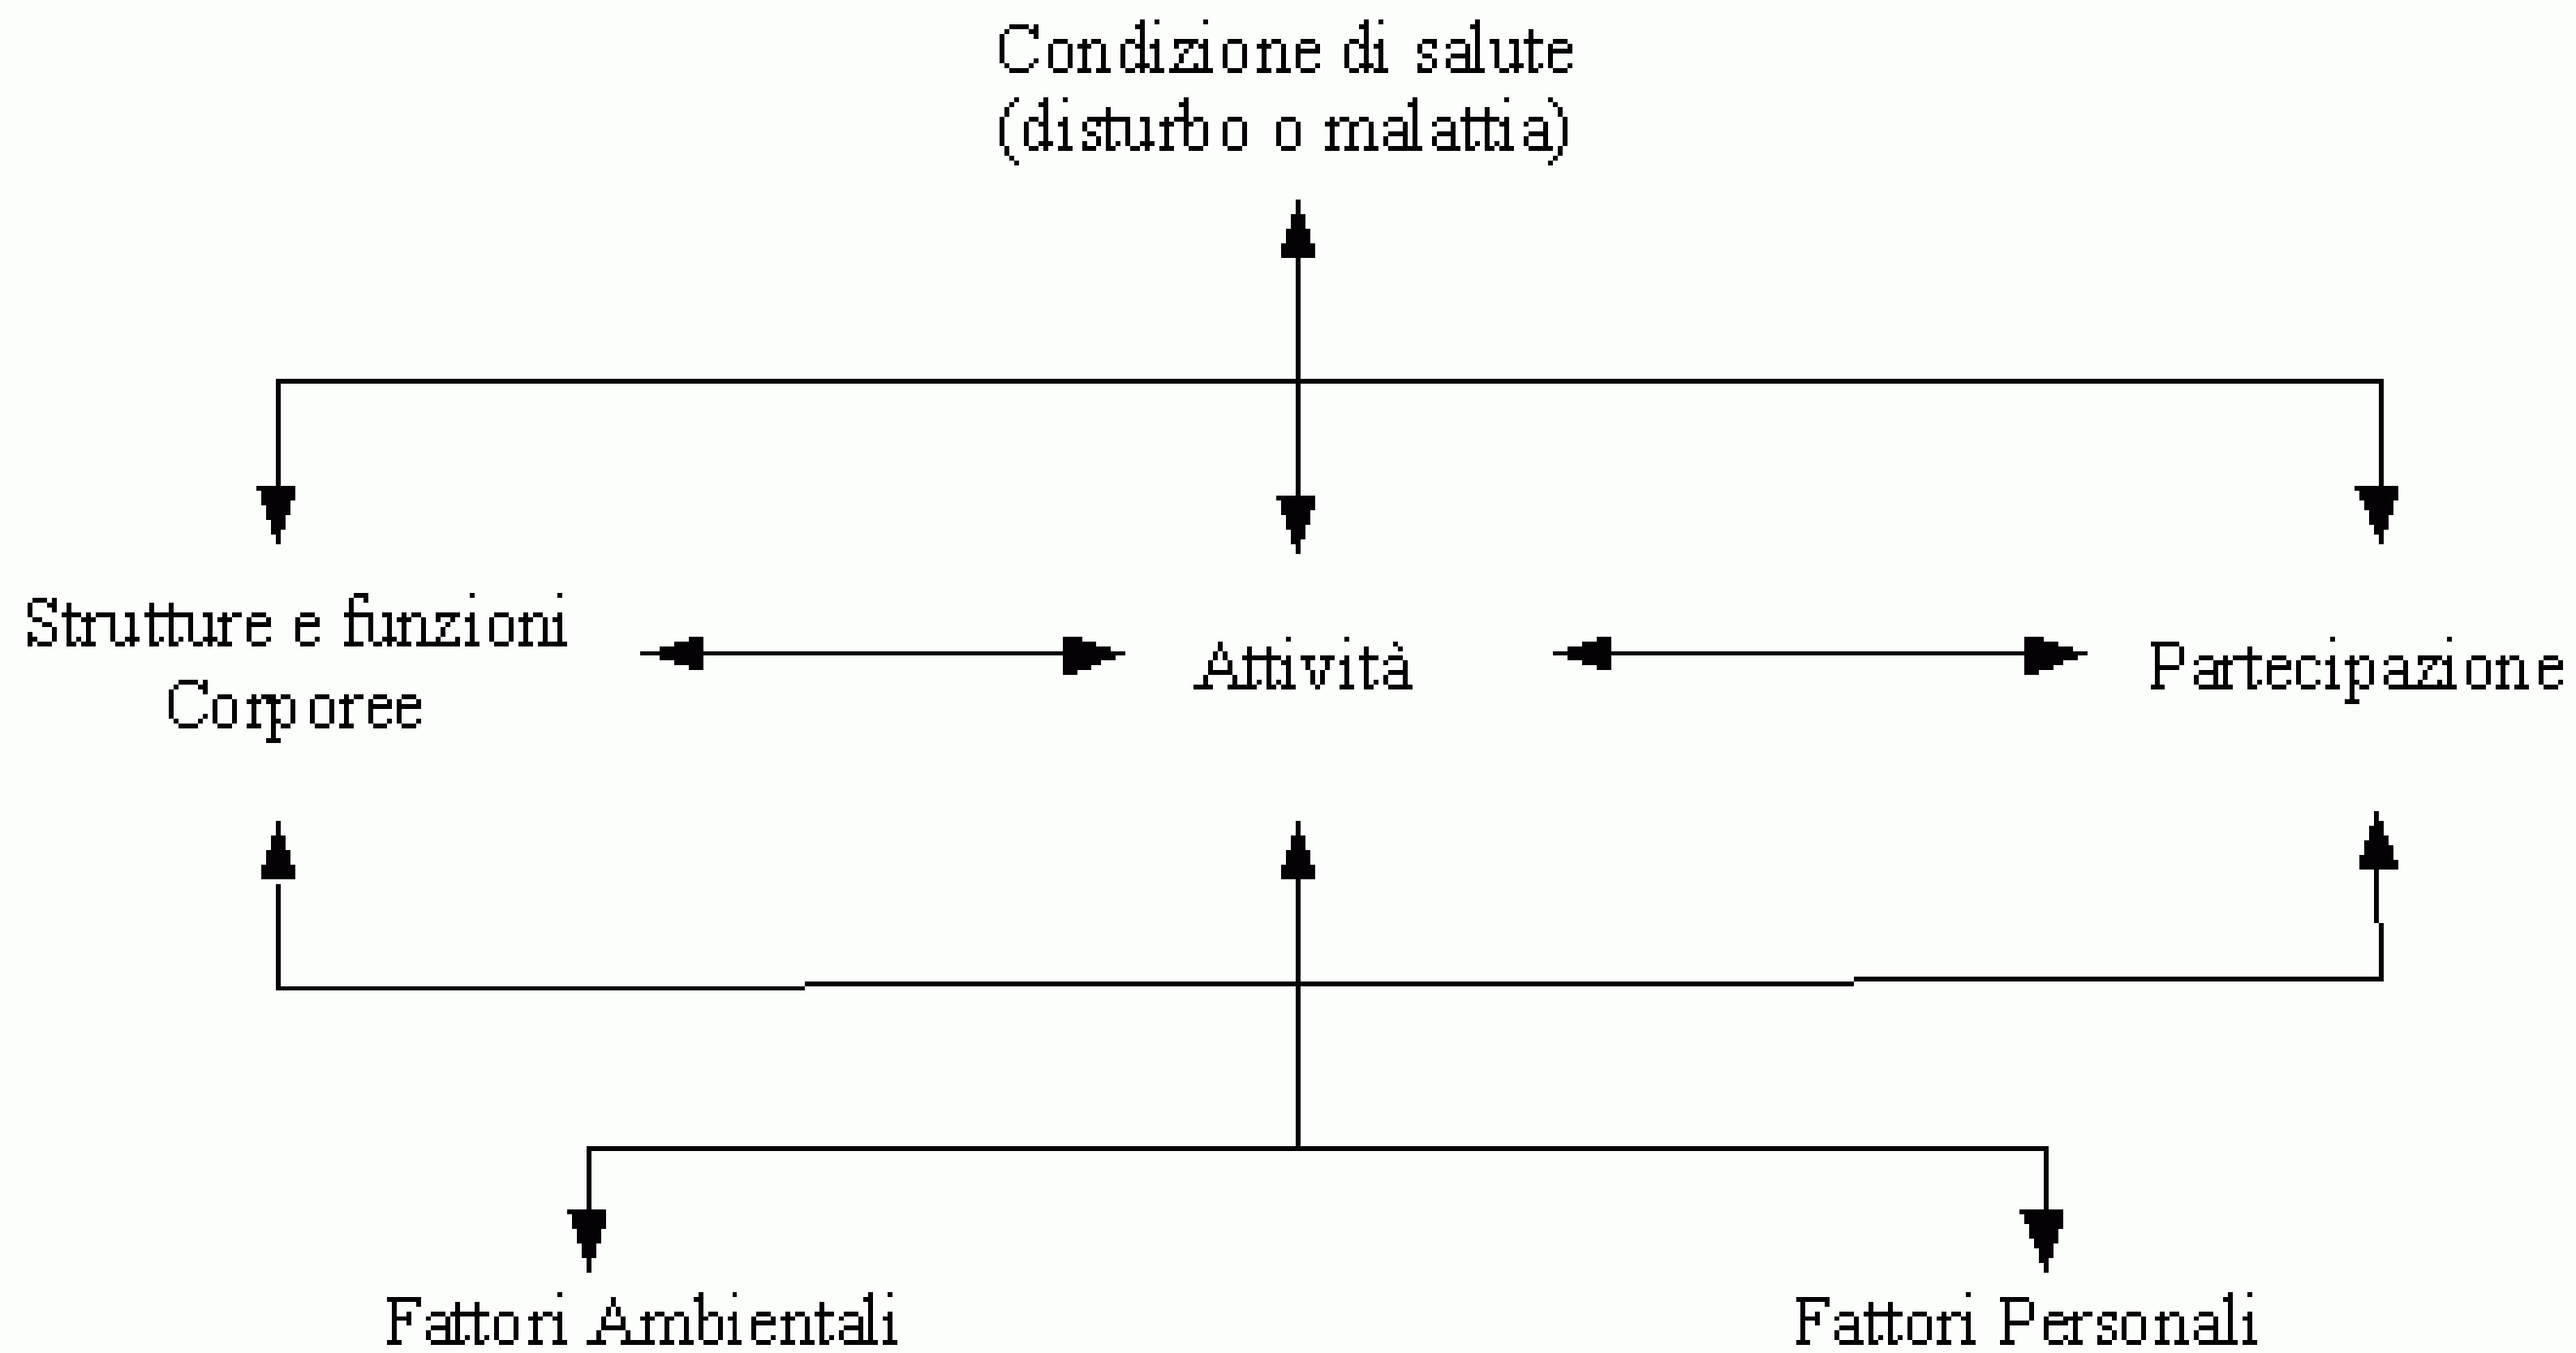 Condizione di salute
(disturbo o malattia)
Strutture e funzioni
Corporee
Attività
Partecipazione
Fattori Ambientali
Fattori Personali